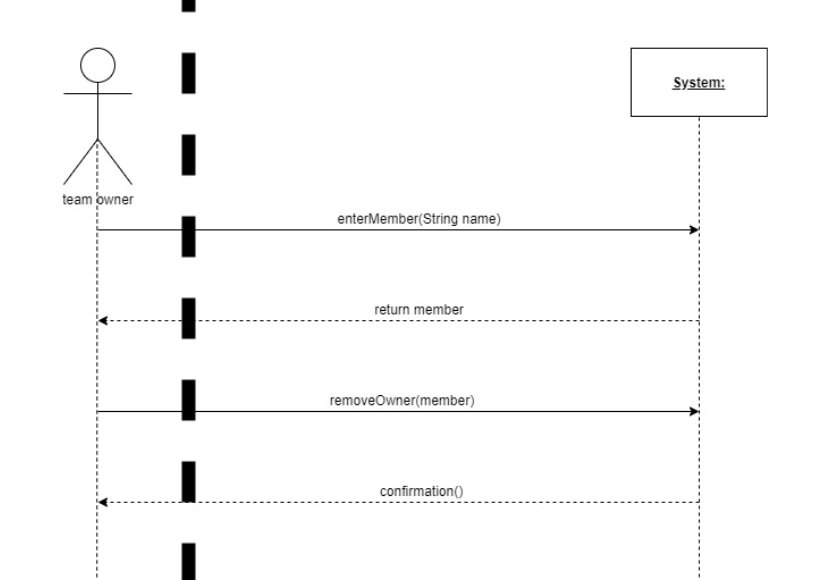 System:
team owner
enterMember(String name)
return member
removeOwner(member)
confirmation()